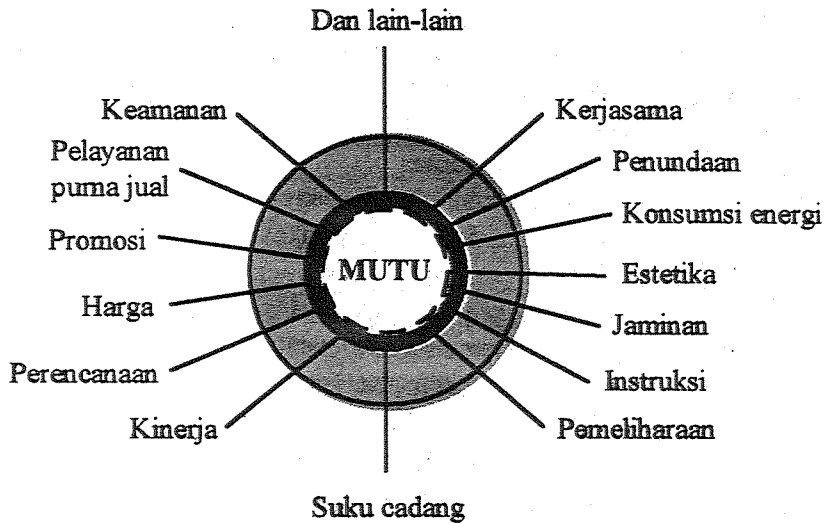 Dan lain-lain
Keamanan
Kerjasama
Pelayanan
purna jual
Penundaan
Konsumsi energi
Promosi
MUTU
Estetika
Harga
Jaminan
Perencanaan
Instruksi
Kinerja
Pemeliharaan
Suku cadang